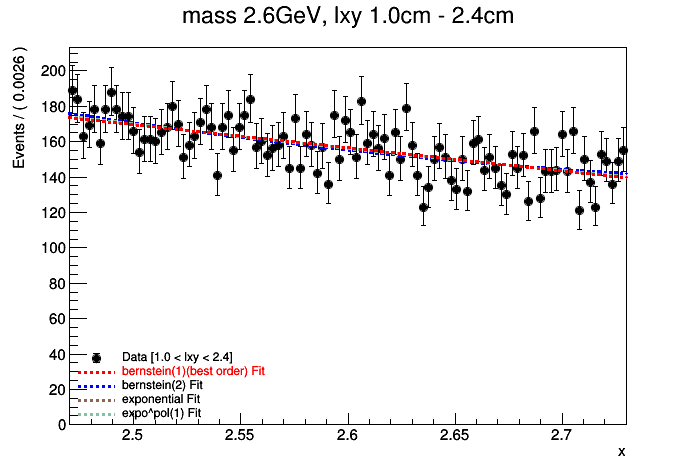 mass 2.6GeV, lxy 1.0cm - 2.4cm
Events / ( 0.0026 )
200
180
160
140
120
100
80
60
40
20
0
Data [1.0 < lxy < 2.4]
bernstein(1)(best order) Fit
bernstein(2) Fit
exponential Fit
expo^pol(1) Fit
2.5 2.55 2.6 2.65 2.7
x